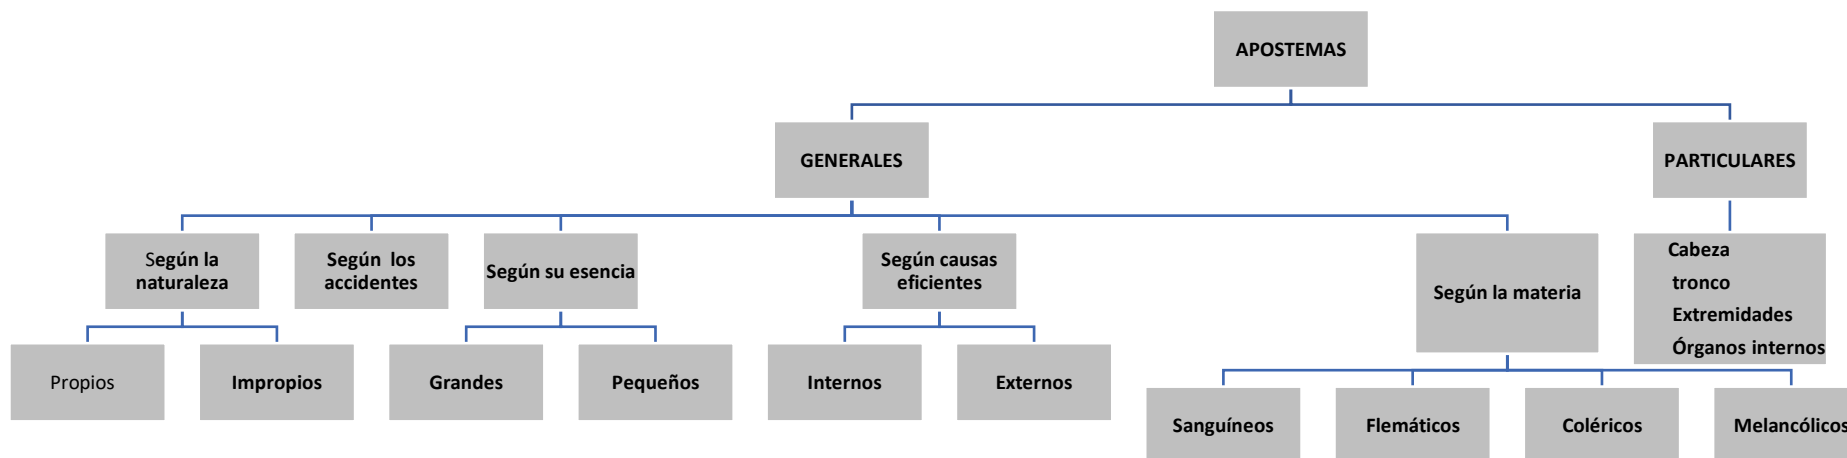 APOSTEMAS
GENERALES
PARTICULARES
Según la
naturaleza
Según los
accidentes
Según su esencia
Según causas
eficientes
Según la materia
Cabeza
tronco
Extremidades
Órganos internos
Propios
Impropios
Grandes
Pequeños
Internos
Externos
Sanguíneos
Flemáticos
Coléricos
Melancólicos